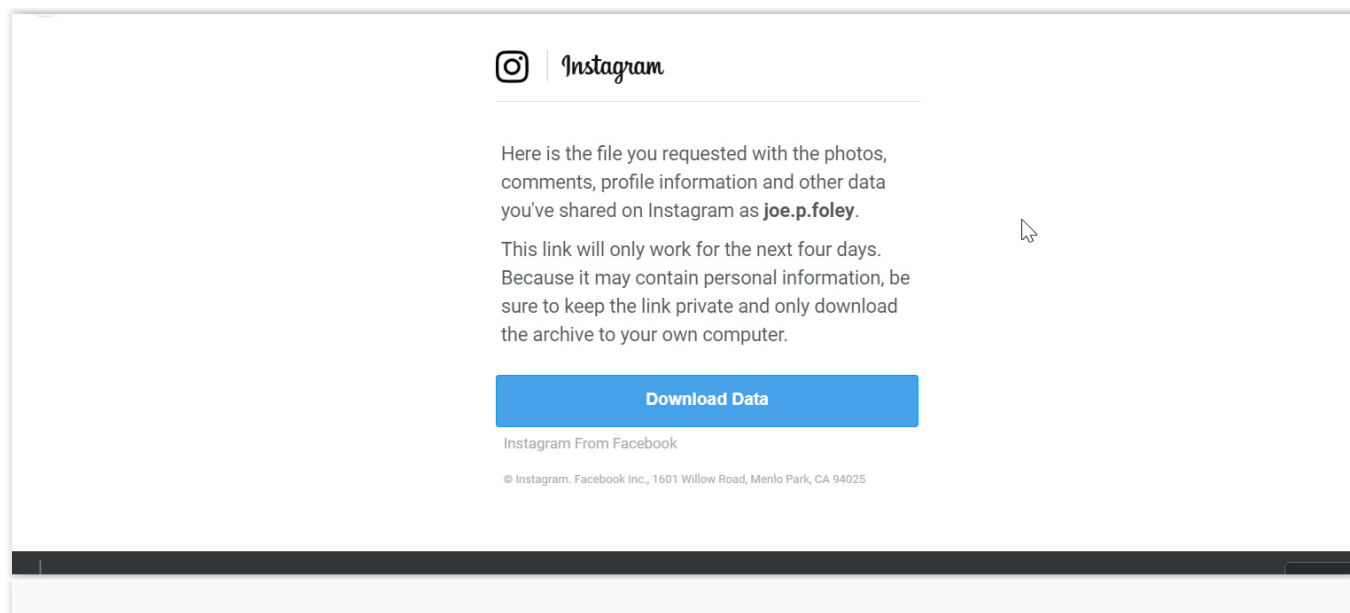 Instagram
Here is the file you requested with the photos,
comments, profile information and other data
you've shared on Instagram as joe.p.foley.
This link will only work for the next four days.
Because it may contain personal information, be
sure to keep the link private and only download
the archive to your own computer.
Download Data
Instagram From Facebook
© Instagram. Facebook Inc., 1601 Willow Road, Menlo Park, CA 94025